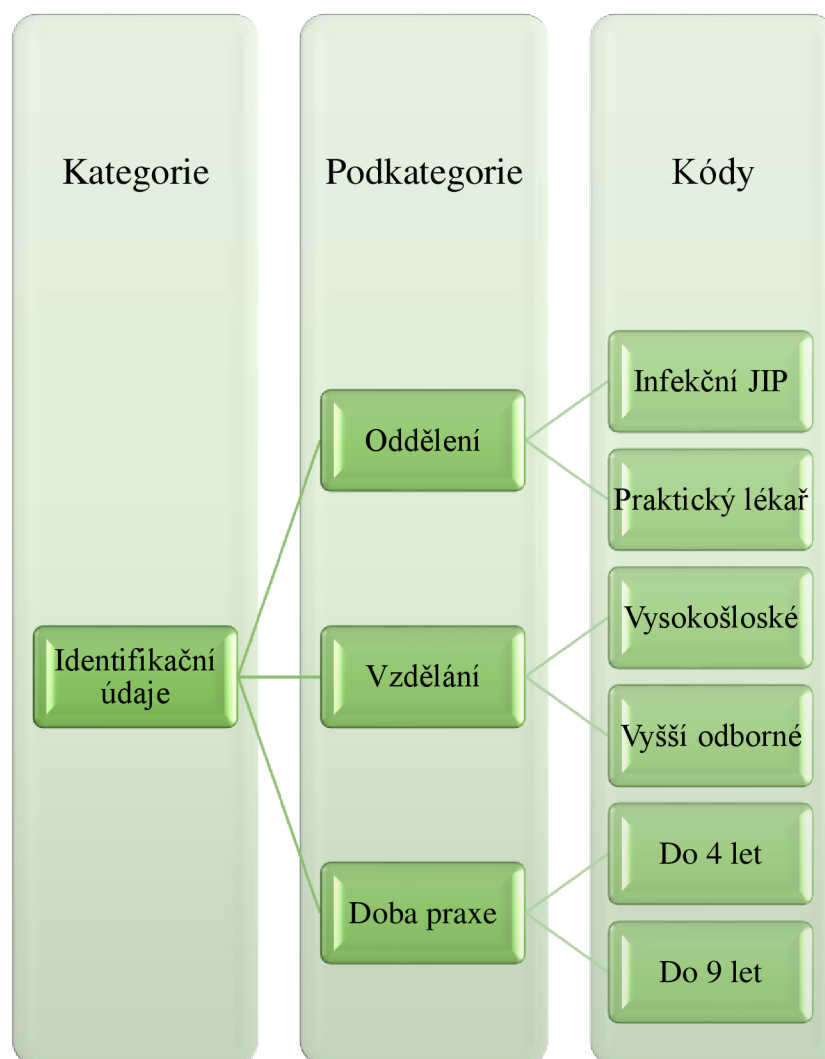 Kategorie
Podkategorie
Kódy
Identifikační
údaje
Oddělení
Infekční JIP
Praktický lékař
Vzdělání
Vysokošloské
Vyšší odborné
Doba praxe
Do 4 let
Do 9 let